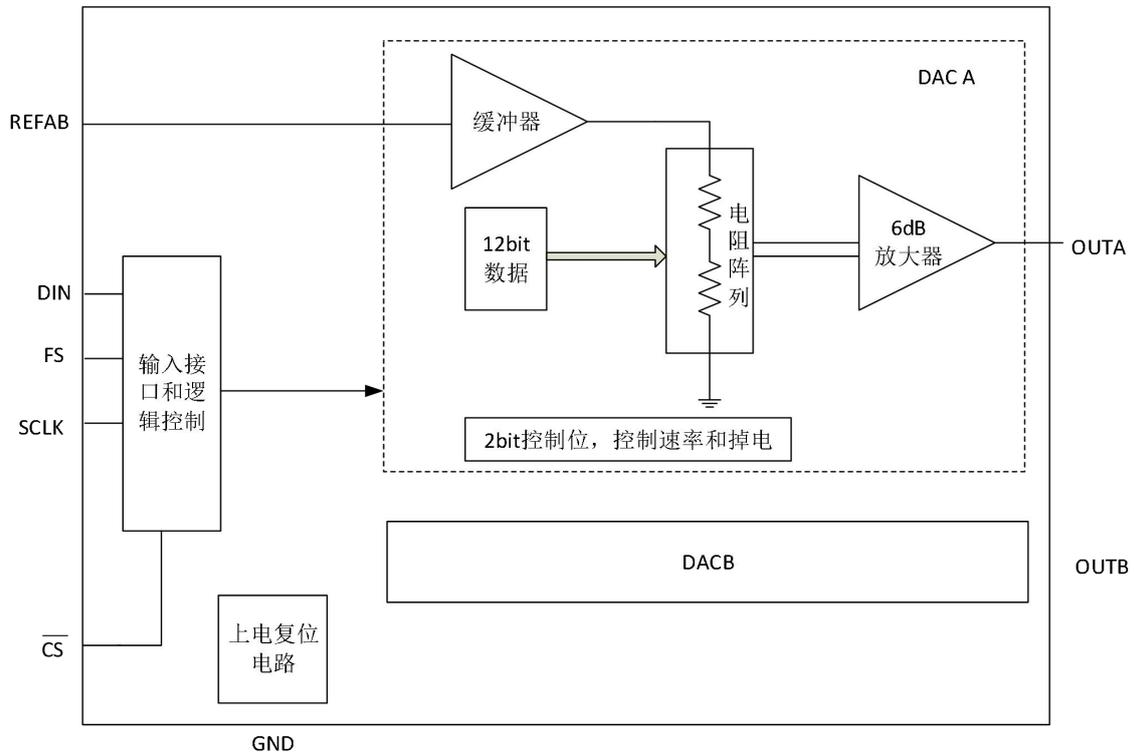 DAC A
REFAB
缓冲器
12bit
数据
电
阻
阵
列
6dB
放大器
OUTA
DIN
FS
SCLK
输入接
口和逻
辑控制
2bit控制位，控制速率和掉电
DACB
OUTB
上电复位
电路
CS
GND